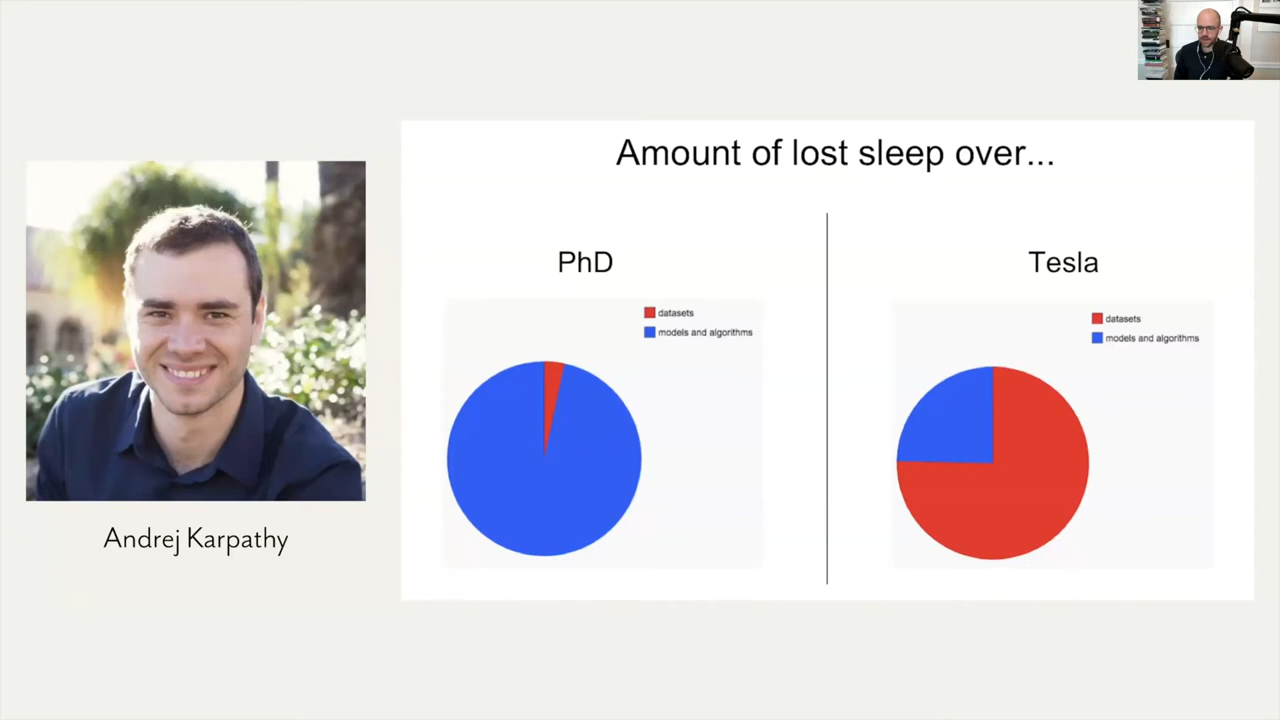 Amount of lost sleep over...
PhD
datasets
models and algorithms
Tesla
datasets
models and algorithms
Andrej Karpathy